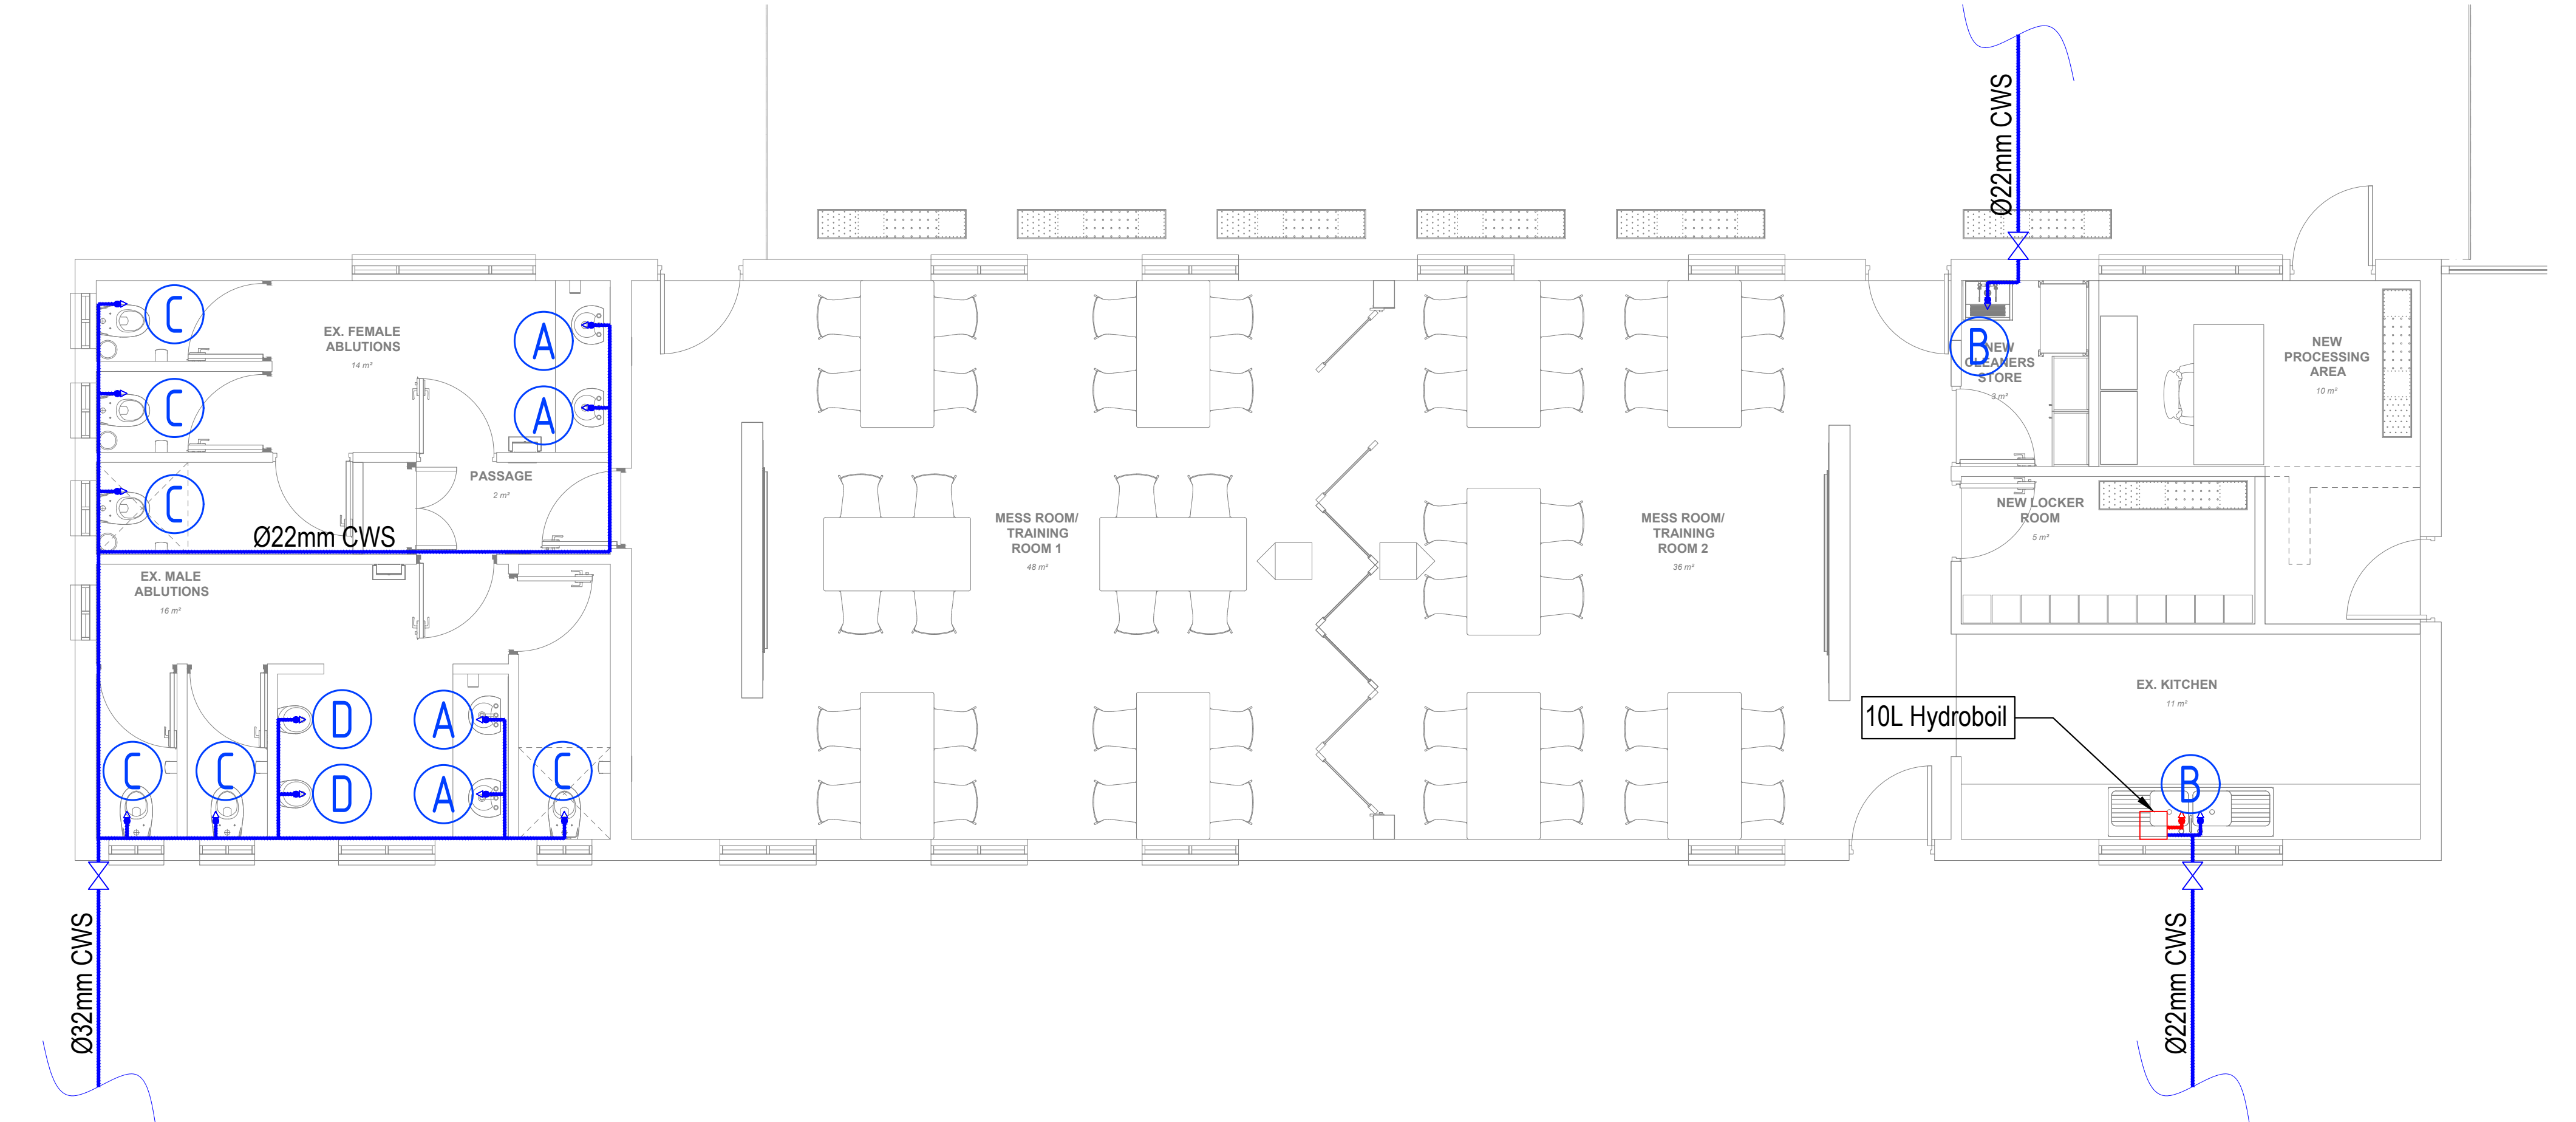 Ø22mm CWS
C
EX. FEMALE
ABLUTIONS
14 m²
A
C
A
C
PASSAGE
2 m²
Ø22mm CWS
EX. MALE
ABLUTIONS
16 m²
D
A
C
C
D
A
C
Ø32mm CWS
MESS ROOM/
TRAINING
ROOM 1
48 m²
MESS ROOM/
TRAINING
ROOM 2
36 m²
B
NEW
CLEANERS
STORE
3 m²
NEW
PROCESSING
AREA
10 m²
NEW LOCKER
ROOM
5 m²
EX. KITCHEN
11 m²
10L Hydroboil
B
Ø22mm CWS